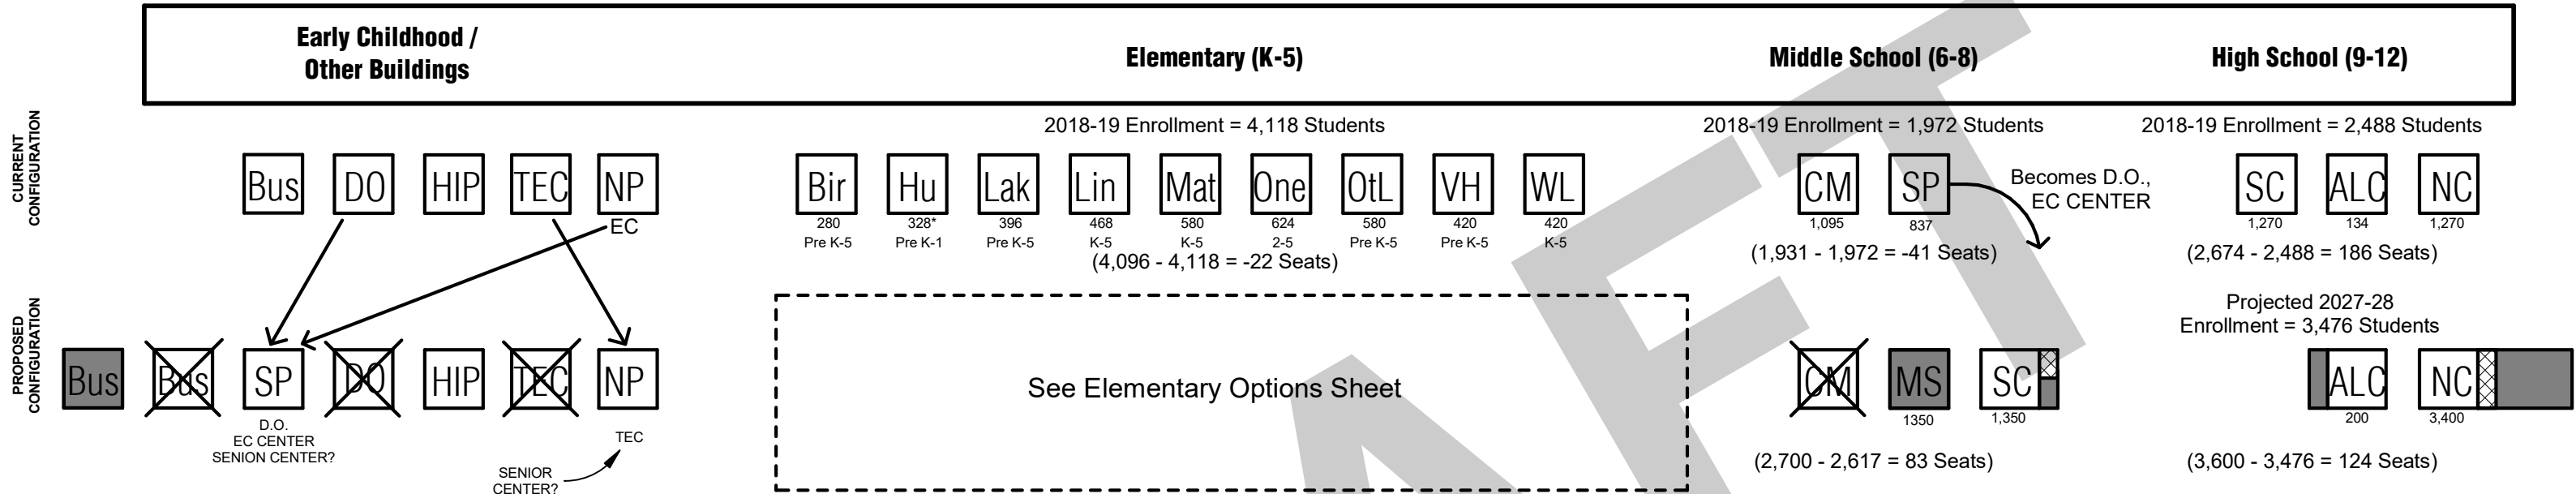 Early Childhood /
Other Buildings
Elementary (K-5)
Middle School (6-8)
High School (9-12)
CURRENT
CONFIGURATION
2018-19 Enrollment = 4,118 Students
2018-19 Enrollment = 1,972 Students
2018-19 Enrollment = 2,488 Students
Bus DO HIP TEC NP
EC
Bir Hu Lak Lin Mat One OtL VH WL
280 328* 396 468 580 624 580 420 420
Pre K-5 Pre K-1 Pre K-5 K-5 K-5 2-5 Pre K-5 Pre K-5 K-5
(4,096 - 4,118 = -22 Seats)
CM SP
1,095 837
Becomes D.O.,
EC CENTER
(1,931 - 1,972 = -41 Seats)
SC ALC NC
1,270 134 1,270
(2,674 - 2,488 = 186 Seats)
PROPOSED
CONFIGURATION
Bus Bus SP DO HIP TEC NP
D.O.
EC CENTER
SENION CENTER?
TEC
SENIOR
CENTER?
See Elementary Options Sheet
CM MS SC
1350 1,350
(2,700 - 2,617 = 83 Seats)
Projected 2027-28
Enrollment = 3,476 Students
ALC NC
200 3,400
(3,600 - 3,476 = 124 Seats)